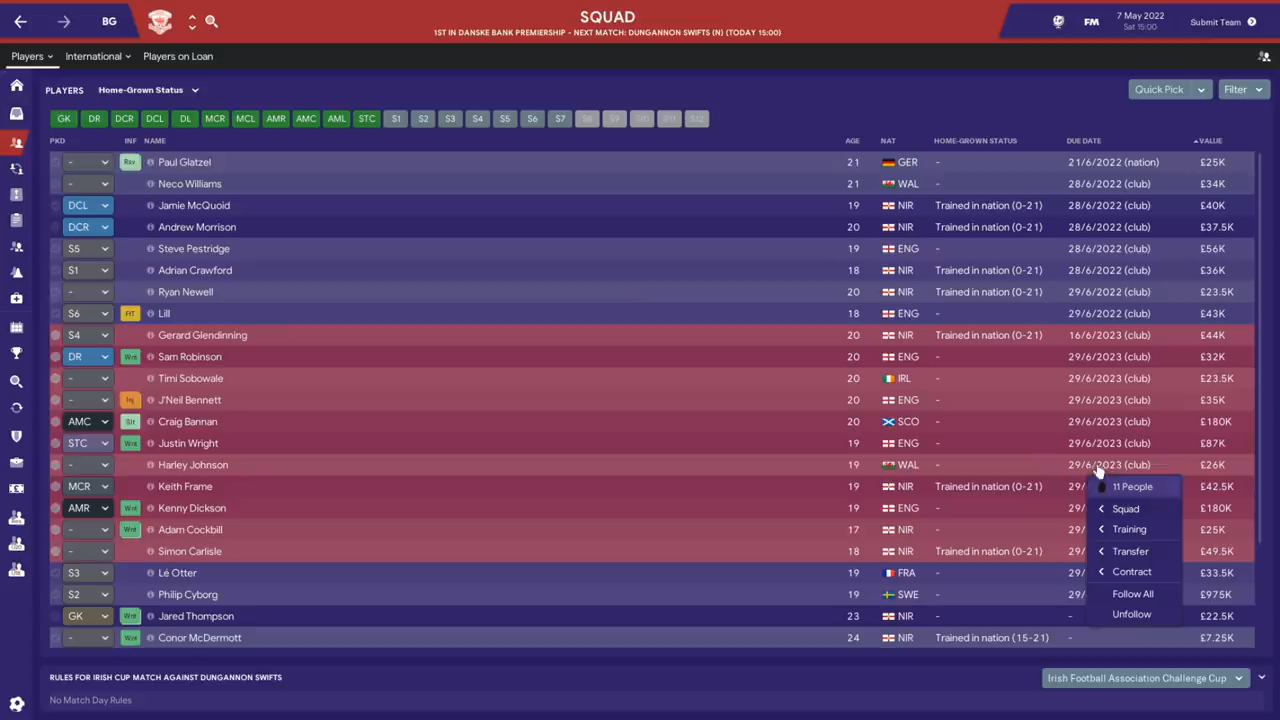 BG
SQUAD
1ST IN DANSKE BANK PREMIERSHIP - NEXT MATCH: DUNGANNON SWIFTS (N) (TODAY 15:00)
FM
7 May 2022
Sat 15:00
Submit Team
Players
International
Players on Loan
PLAYERS
Home-Grown Status
Quick Pick
Filter
GK DR DCR DCL DL MCR MCL AMR AMC AML STC S1 S2 S3 S4 S5 S6 S7 S8 S9 S10 S11 S12
PKD INF NAME AGE NAT HOME-GROWN STATUS DUE DATE VALUE
- Rsv Paul Glatzel 21 GER - 21/6/2022 (nation) £25K
- Neco Williams 21 WAL - 28/6/2022 (club) £34K
DCL Jamie McQuoid 19 NIR Trained in nation (0-21) 28/6/2022 (club) £40K
DCR Andrew Morrison 20 NIR Trained in nation (0-21) 28/6/2022 (club) £37.5K
S5 Steve Pestridge 19 ENG - 28/6/2022 (club) £56K
S1 Adrian Crawford 18 NIR Trained in nation (0-21) 28/6/2022 (club) £36K
- Ryan Newell 20 NIR Trained in nation (0-21) 29/6/2022 (club) £23.5K
S6 FIT Lill 18 ENG - 29/6/2022 (club) £43K
S4 Gerard Glendinning 20 NIR Trained in nation (0-21) 16/6/2023 (club) £44K
DR Wnt Sam Robinson 20 ENG - 29/6/2023 (club) £32K
- Timi Sobowale 20 IRL - 29/6/2023 (club) £23.5K
- Inj J'Neil Bennett 20 ENG - 29/6/2023 (club) £35K
AMC Slt Craig Bannan 20 SCO - 29/6/2023 (club) £180K
STC Wnt Justin Wright 19 ENG - 29/6/2023 (club) £87K
- Harley Johnson 19 WAL - 29/6/2023 (club) £26K
MCR Keith Frame 19 NIR Trained in nation (0-21) 29/ £42.5K
AMR Wnt Kenny Dickson 19 ENG - 29/ £180K
- Wnt Adam Cockbill 17 NIR - 29/ £25K
- Simon Carlisle 18 NIR Trained in nation (0-21) 29/ £49.5K
S3 Lé Otter 19 FRA - 29/ £33.5K
S2 Philip Cyborg 19 SWE - 29/ £975K
GK Wnt Jared Thompson 23 NIR - - £22.5K
- Wnt Conor McDermott 24 NIR Trained in nation (15-21) - £7.25K
11 People
Squad
Training
Transfer
Contract
Follow All
Unfollow
RULES FOR IRISH CUP MATCH AGAINST DUNGANNON SWIFTS
Irish Football Association Challenge Cup
No Match Day Rules